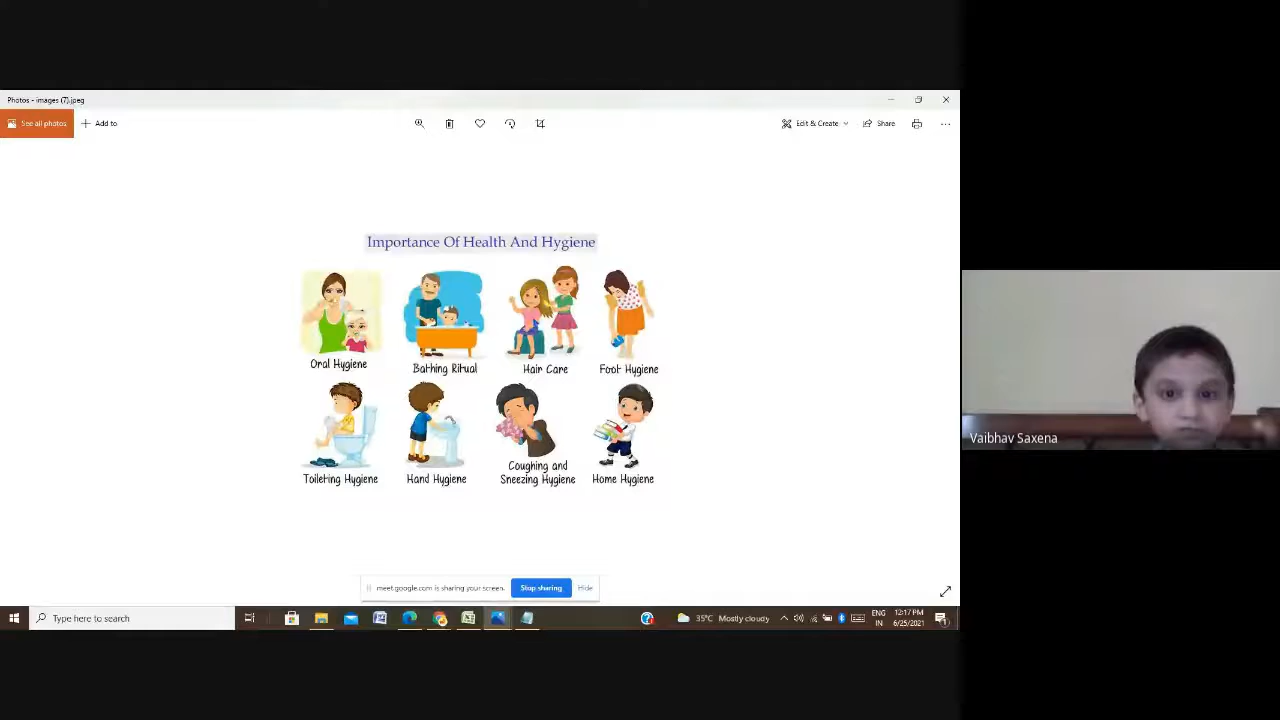 Photos - images (7).jpeg
See all photos
Add to
Edit & Create
Share
Importance Of Health And Hygiene
Oral Hygiene
Bathing Ritual
Hair Care
Foot Hygiene
Toileting Hygiene
Hand Hygiene
Coughing and
Sneezing Hygiene
Home Hygiene
Vaibhav Saxena
meet.google.com is sharing your screen.
Stop sharing
Hide
Type here to search
35°C Mostly cloudy
ENG
IN
12:17 PM
6/25/2021